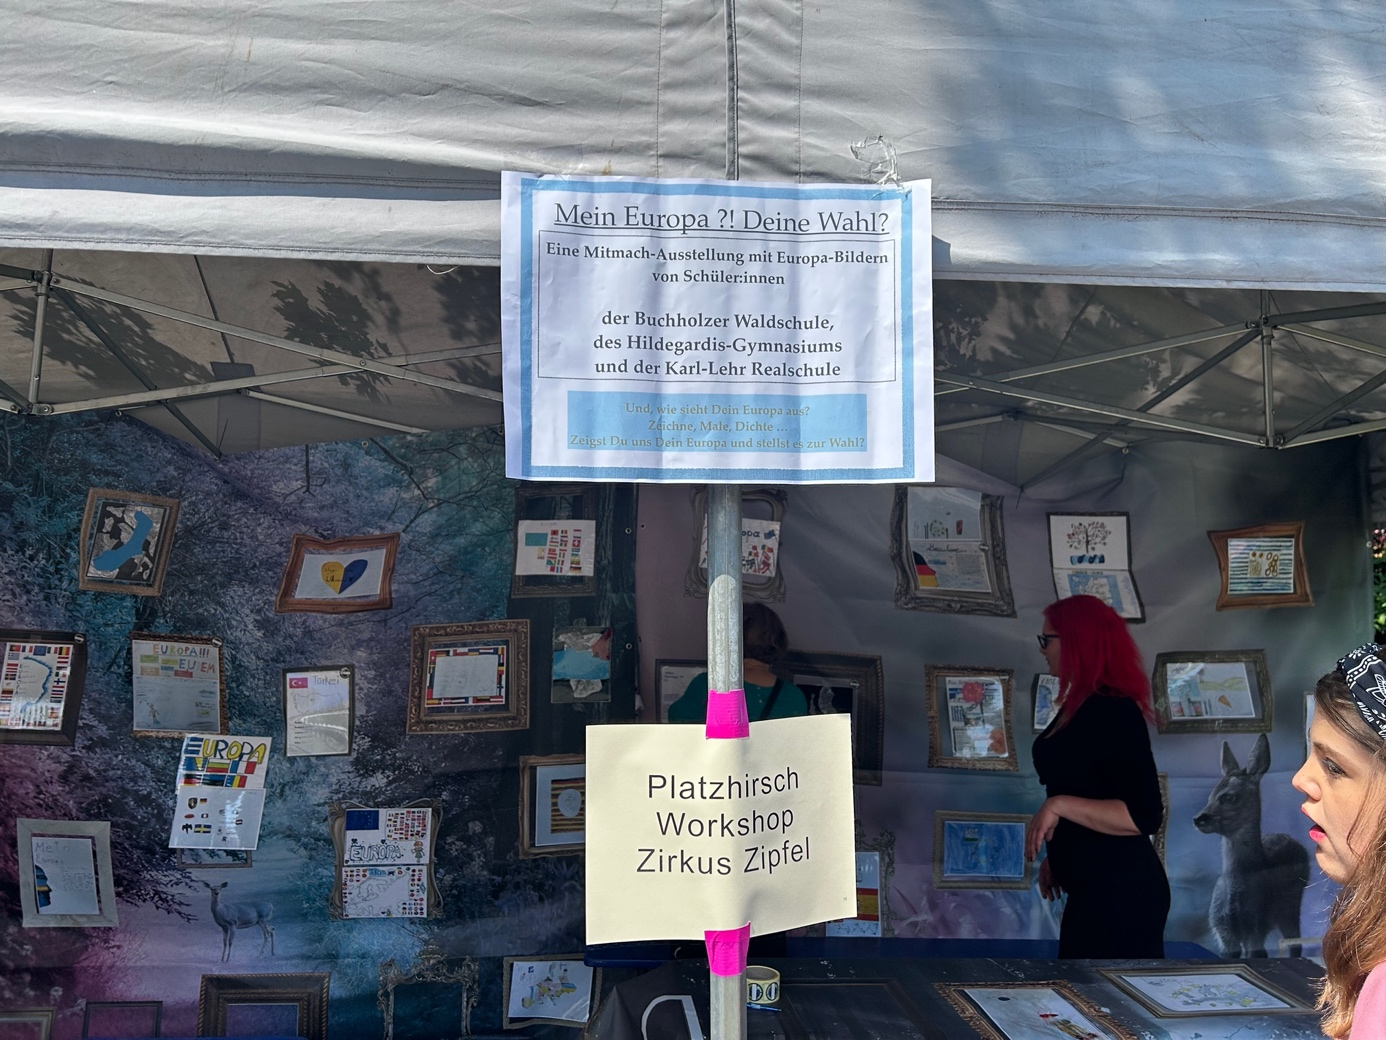 Mein Europa ?! Deine Wahl?
Eine Mitmach-Ausstellung mit Europa-Bildern
von Schüler:innen
der Buchholzer Waldschule,
des Hildegardis-Gymnasiums
und der Karl-Lehr Realschule
Und, wie sieht Dein Europa aus?
Zeichne, Male, Dichte ...
Zeigst Du uns Dein Europa und stellst es zur Wahl?
EUROPA!!!
Türkei
EUROPA
EUROPA
Mein
Platzhirsch
Workshop
Zirkus Zipfel